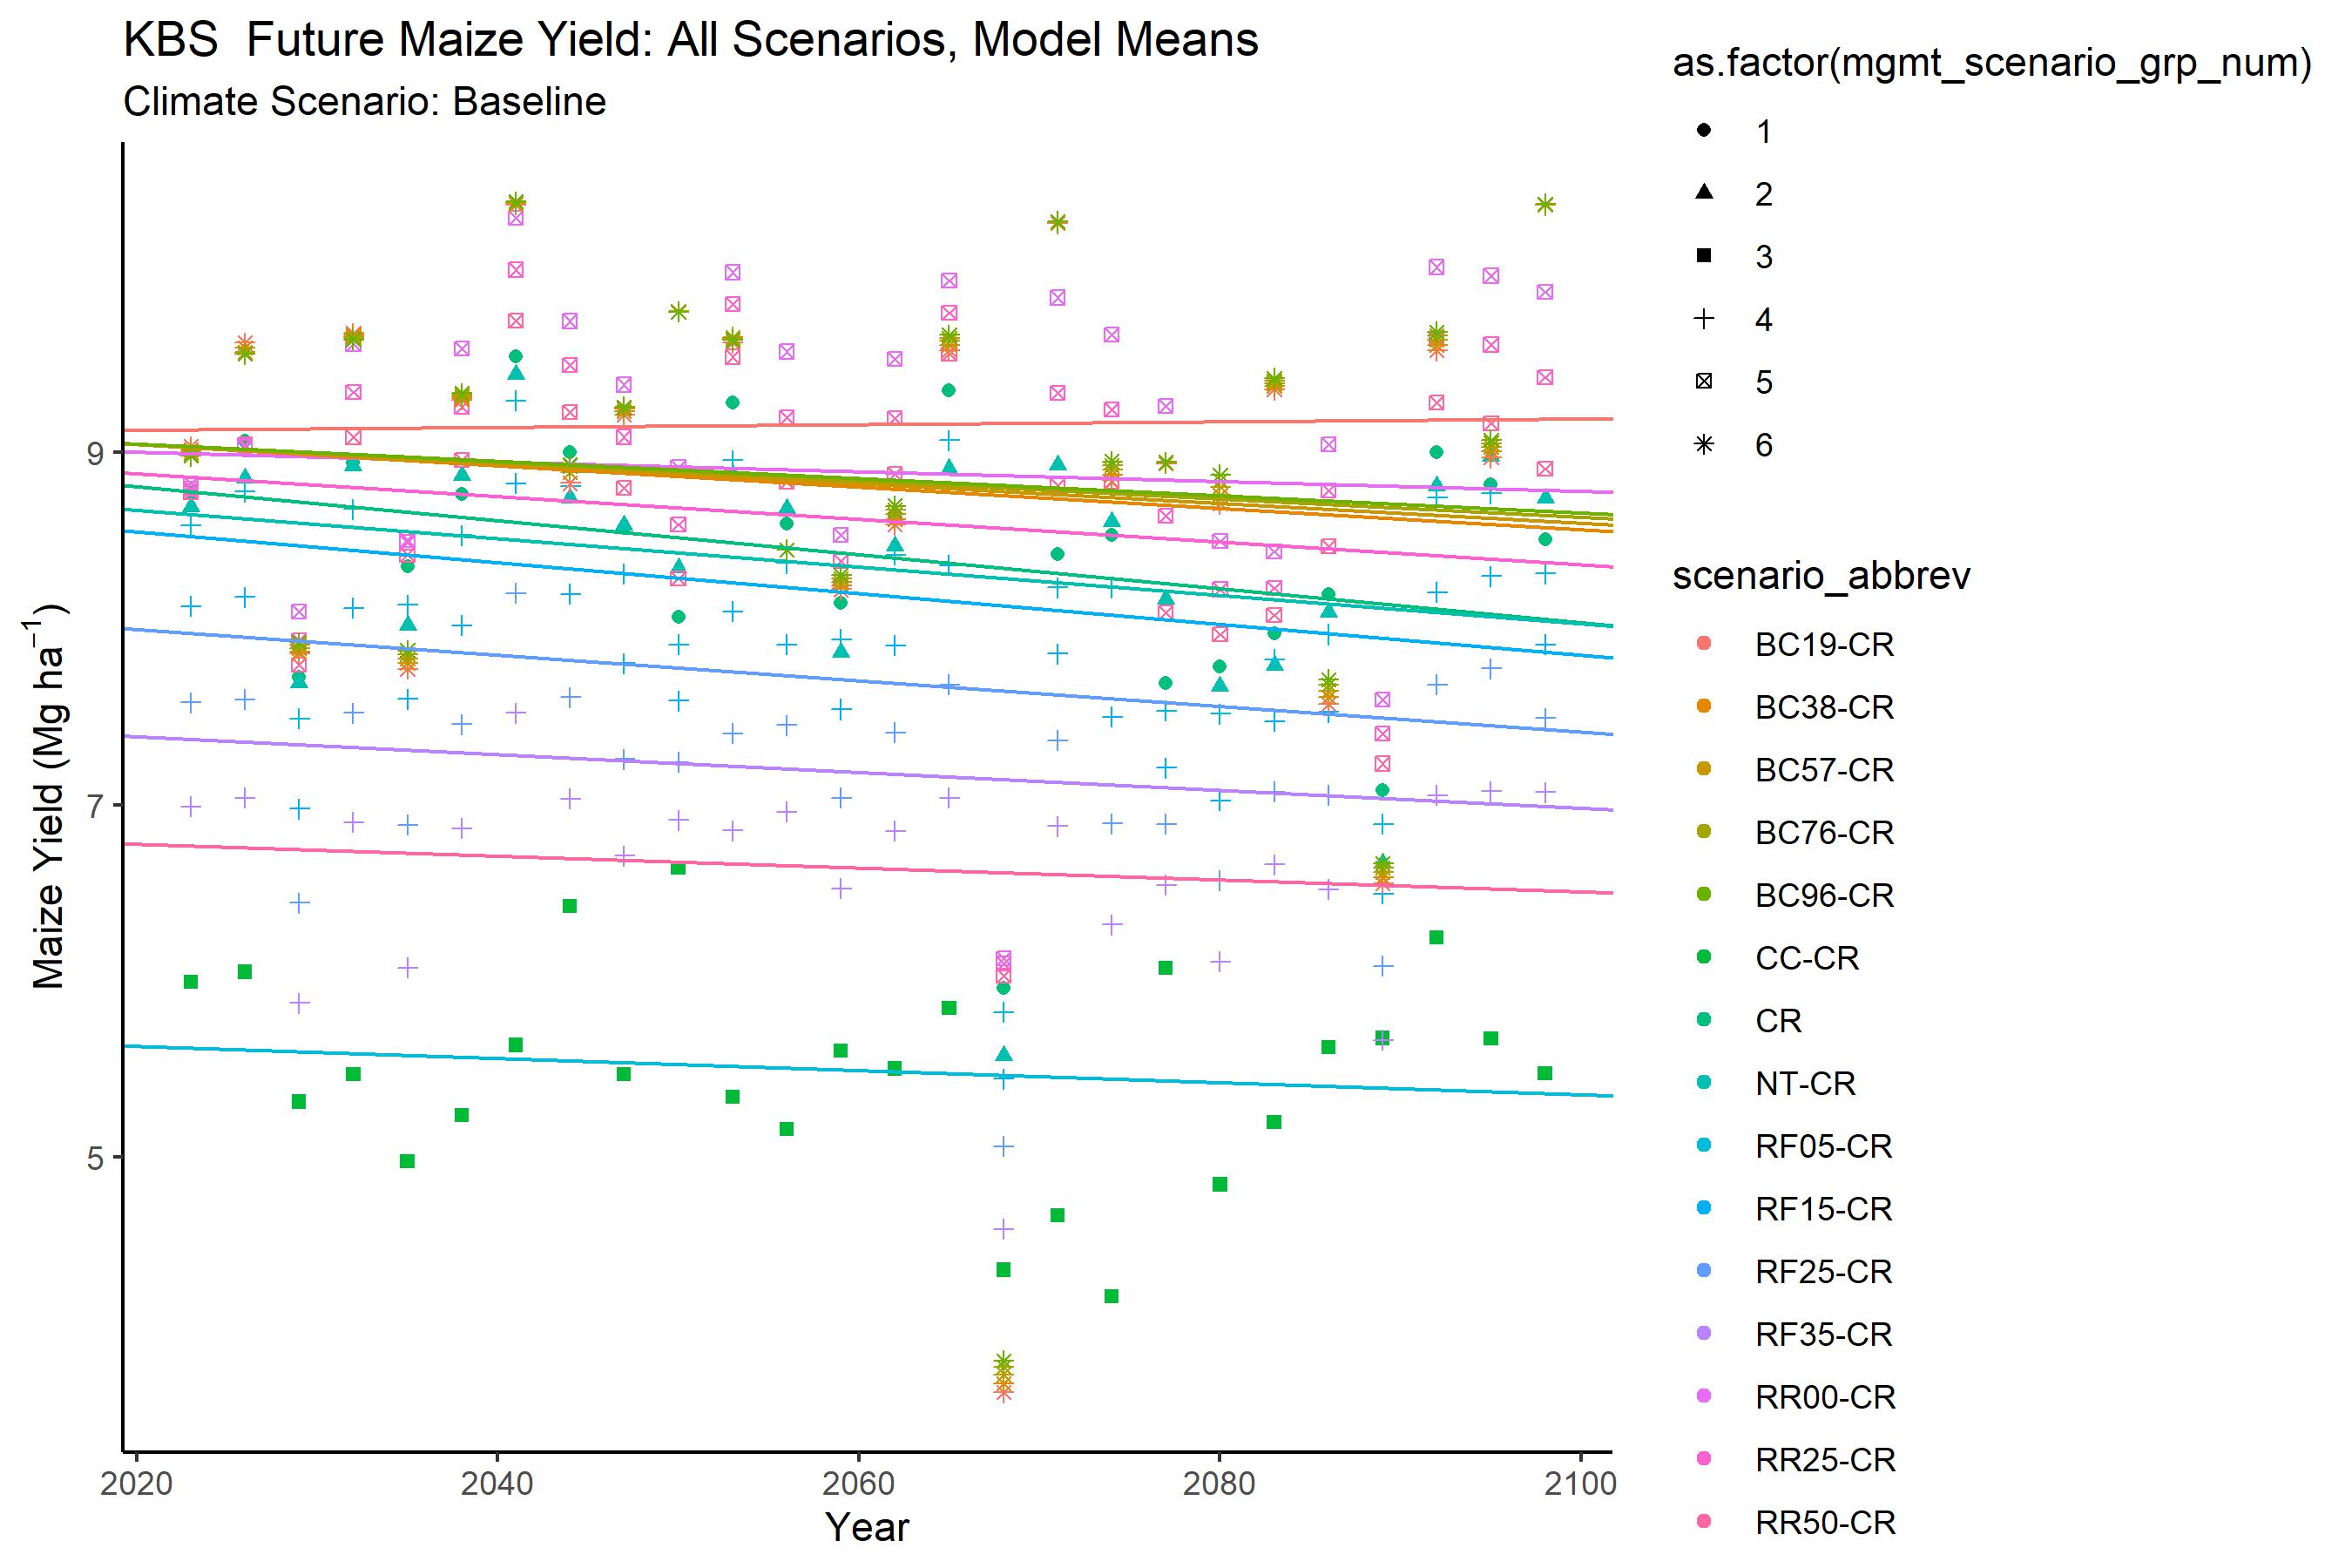 KBS  Future Maize Yield: All Scenarios, Model Means
Climate Scenario: Baseline
Maize Yield (Mg ha⁻¹)
9
7
5
2020
2040
2060
2080
2100
Year
as.factor(mgmt_scenario_grp_num)
1
2
3
4
5
6
scenario_abbrev
BC19-CR
BC38-CR
BC57-CR
BC76-CR
BC96-CR
CC-CR
CR
NT-CR
RF05-CR
RF15-CR
RF25-CR
RF35-CR
RR00-CR
RR25-CR
RR50-CR